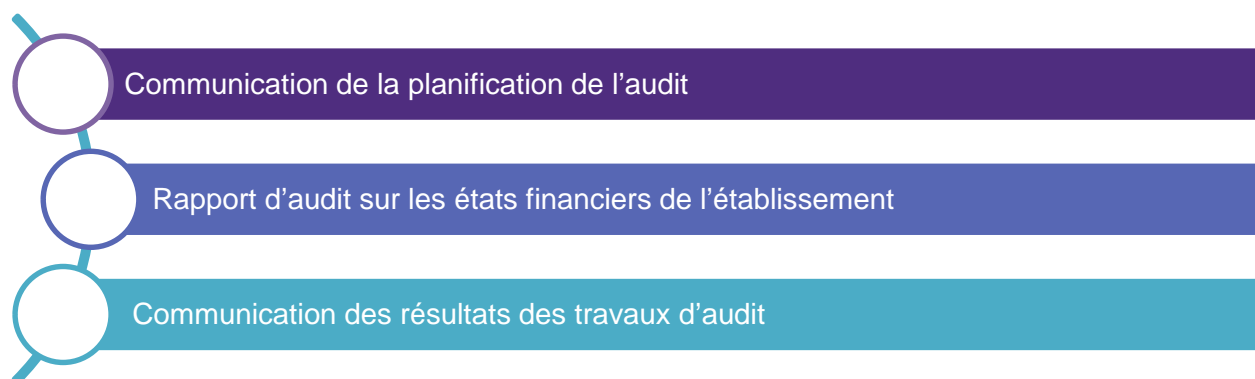 Communication de la planification de l’audit
Rapport d’audit sur les états financiers de l’établissement
Communication des résultats des travaux d’audit